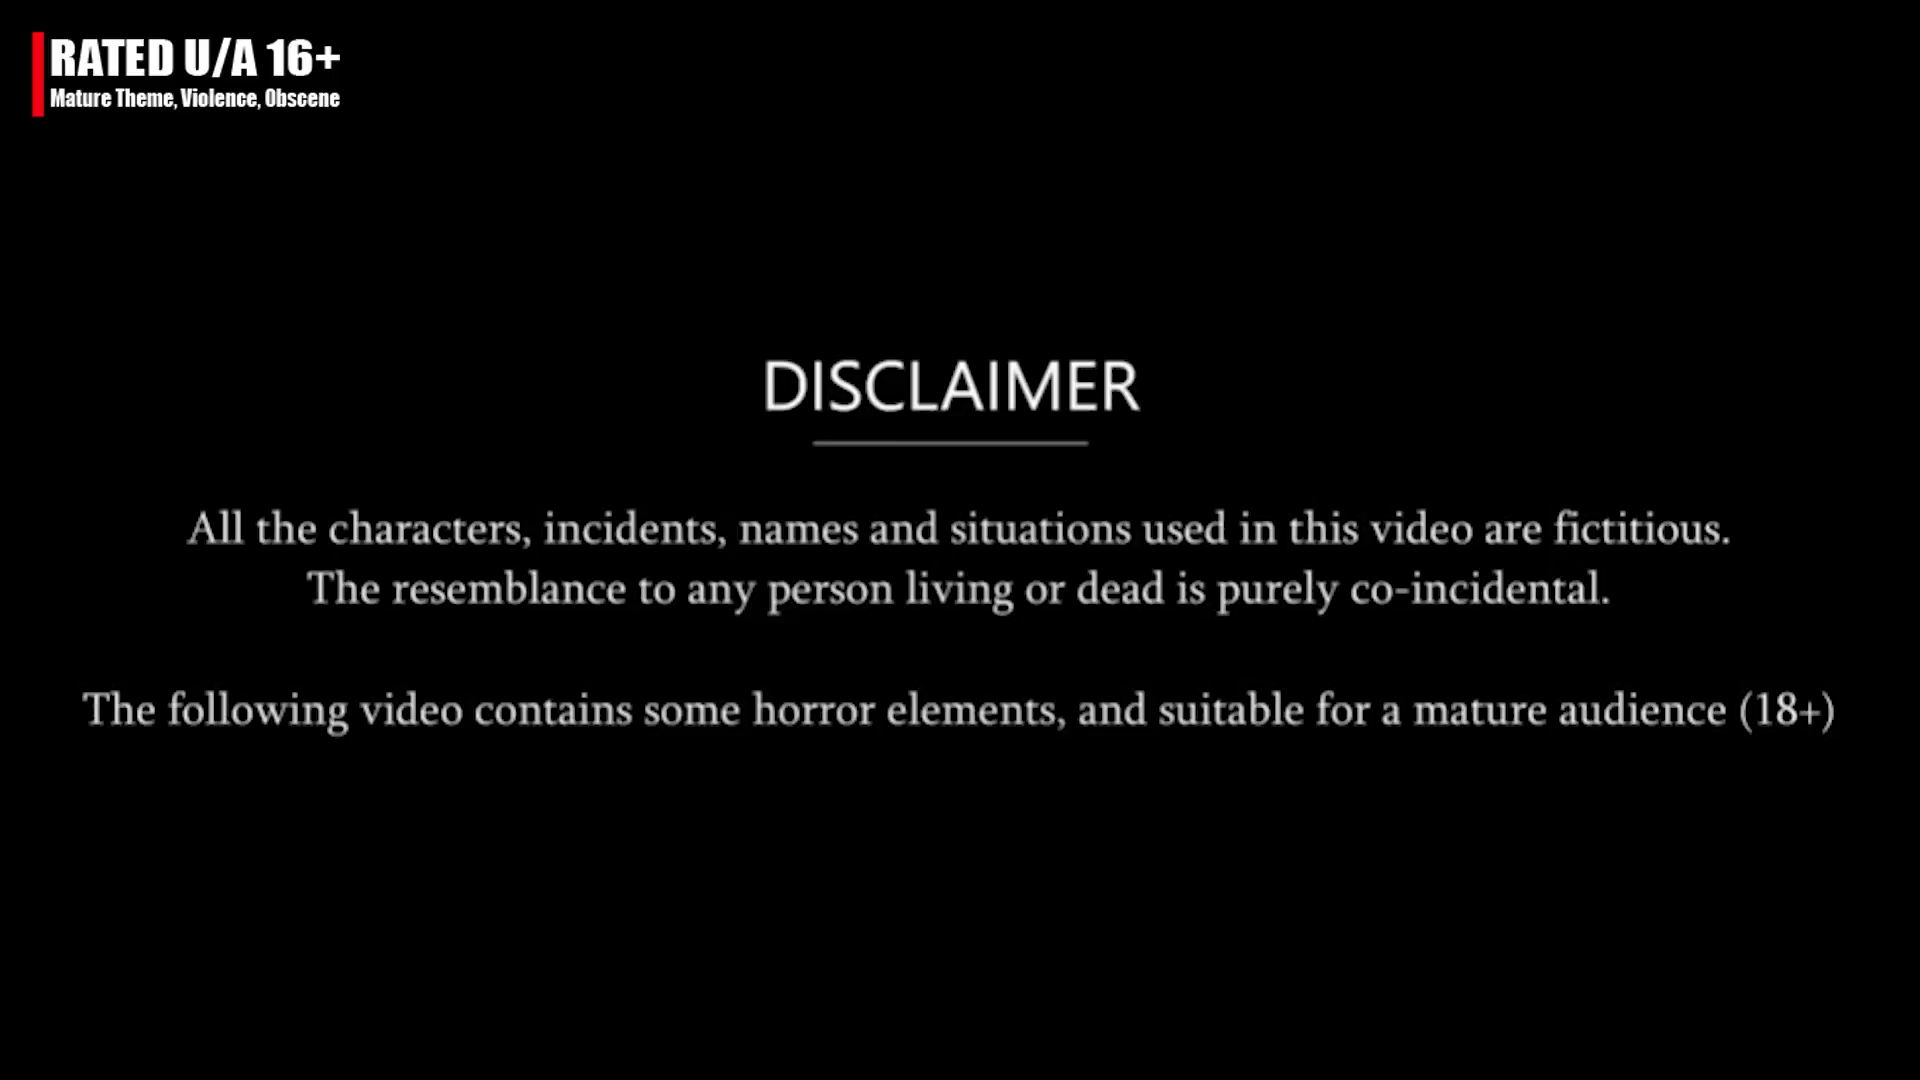 RATED U/A 16+
Mature Theme, Violence, Obscene
DISCLAIMER
All the characters, incidents, names and situations used in this video are fictitious.
The resemblance to any person living or dead is purely co-incidental.
The following video contains some horror elements, and suitable for a mature audience (18+)